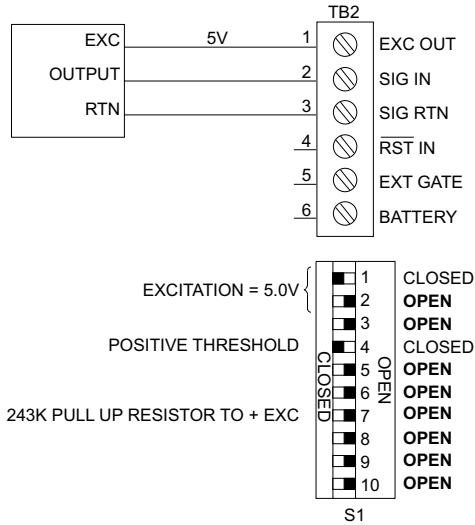 TB2
EXC 5V 1 EXC OUT
OUTPUT 2 SIG IN
RTN 3 SIG RTN
4 RST IN
5 EXT GATE
6 BATTERY
EXCITATION = 5.0V
1 CLOSED
2 OPEN
3 OPEN
POSITIVE THRESHOLD 4 CLOSED
5 OPEN
6 OPEN
243K PULL UP RESISTOR TO + EXC 7 OPEN
8 OPEN
9 OPEN
10 OPEN
CLOSED
OPEN
S1